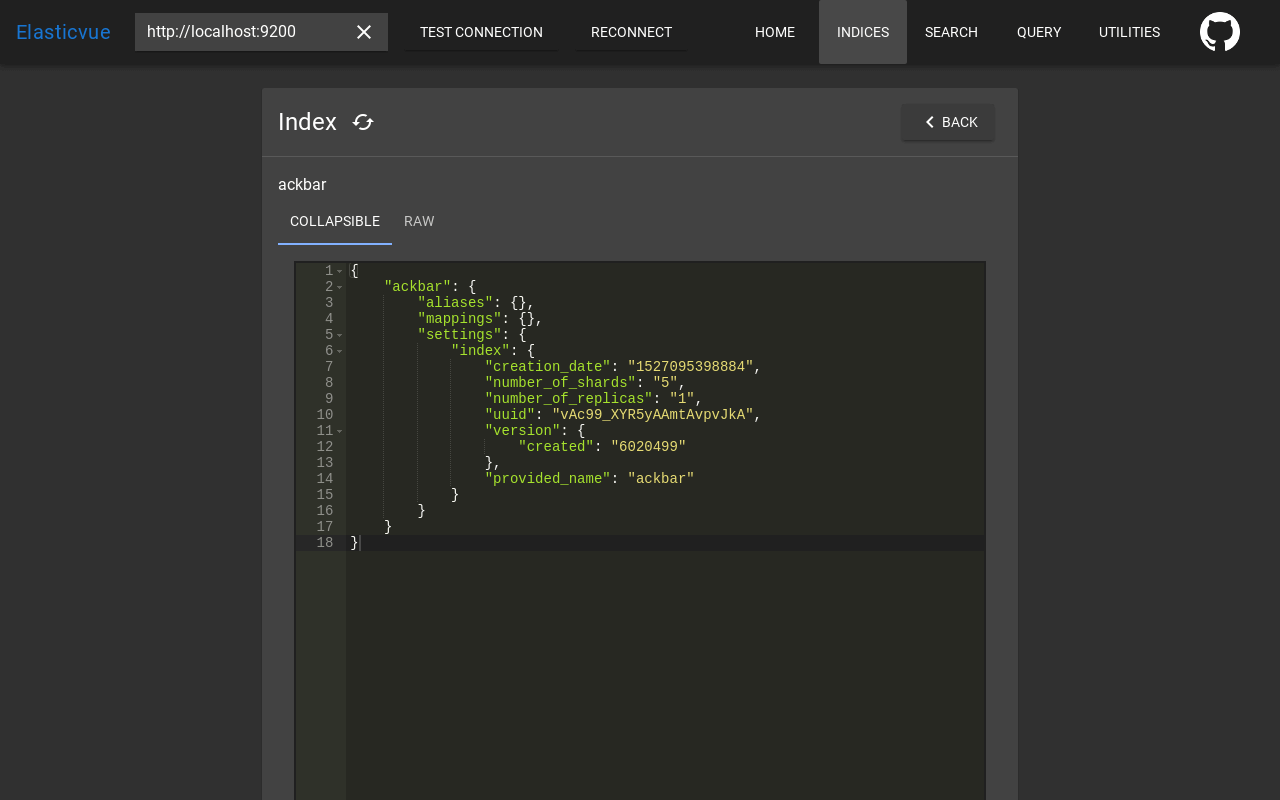 Elasticvue http://localhost:9200 TEST CONNECTION RECONNECT HOME INDICES SEARCH QUERY UTILITIES
Index BACK
ackbar
COLLAPSIBLE RAW
1 {
2 "ackbar": {
3 "aliases": {},
4 "mappings": {},
5 "settings": {
6 "index": {
7 "creation_date": "1527095398884",
8 "number_of_shards": "5",
9 "number_of_replicas": "1",
10 "uuid": "vAc99_XYR5yAAmtAvpvJkA",
11 "version": {
12 "created": "6020499"
13 },
14 "provided_name": "ackbar"
15 }
16 }
17 }
18 }